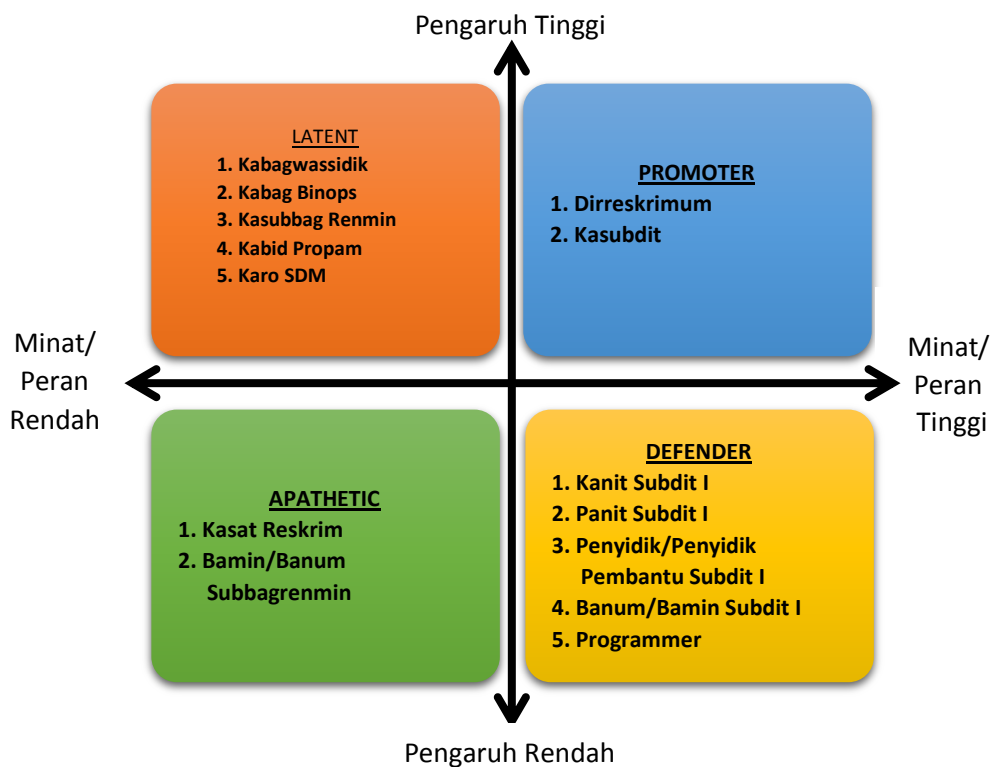 Pengaruh Tinggi
LATENT
1. Kabagwassidik
2. Kabag Binops
3. Kasubbag Renmin
4. Kabid Propam
5. Karo SDM
PROMOTER
1. Dirreskrimum
2. Kasubdit
Minat/
Peran
Rendah
Minat/
Peran
Tinggi
APATHETIC
1. Kasat Reskrim
2. Bamin/Banum
Subbagrenmin
DEFENDER
1. Kanit Subdit I
2. Panit Subdit I
3. Penyidik/Penyidik
Pembantu Subdit I
4. Banum/Bamin Subdit I
5. Programmer
Pengaruh Rendah